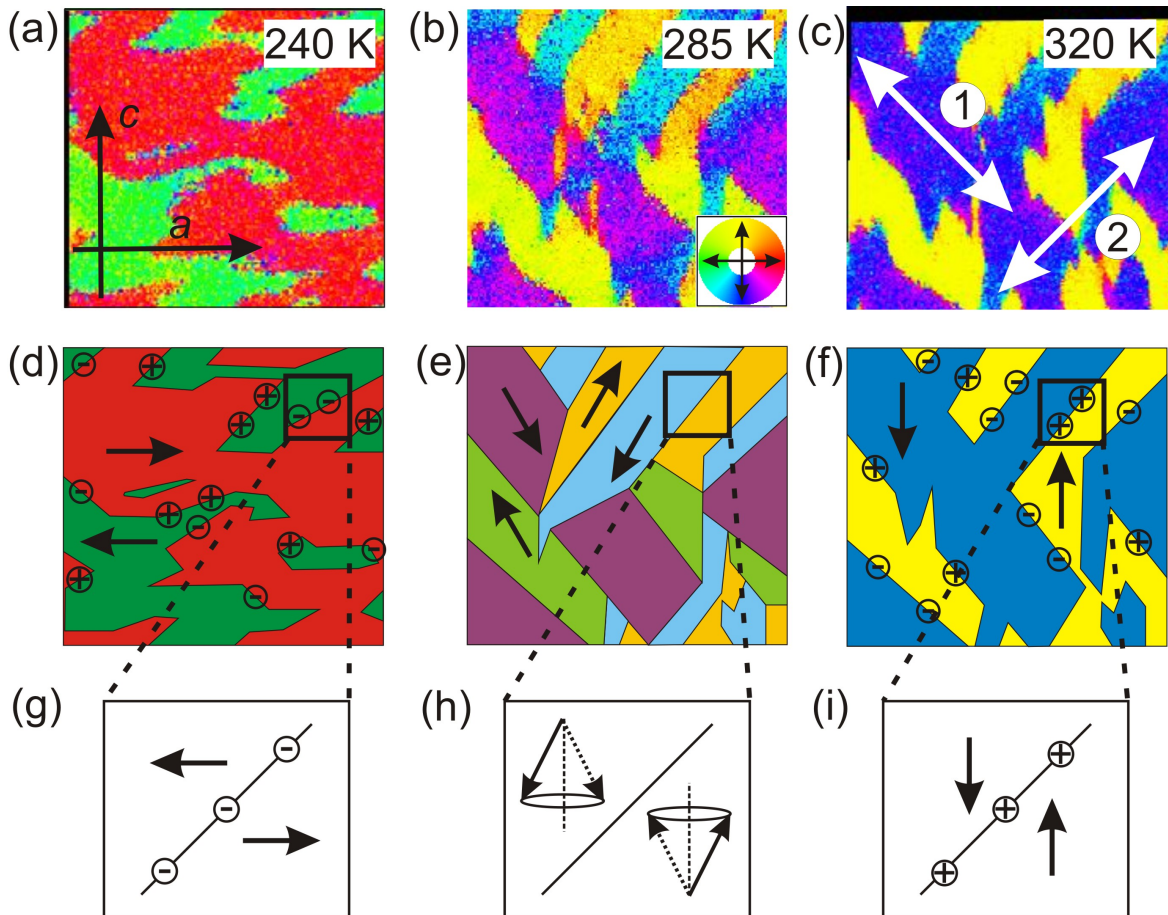 (a) 240 K
(b) 285 K
(c) 320 K
c
a
1
2
(d)
(e)
(f)
- + + + - - + - + + - + - + - + -
- + - - + + - + - - + - + -
(g)
(h)
(i)
-
-
-
+
+
+